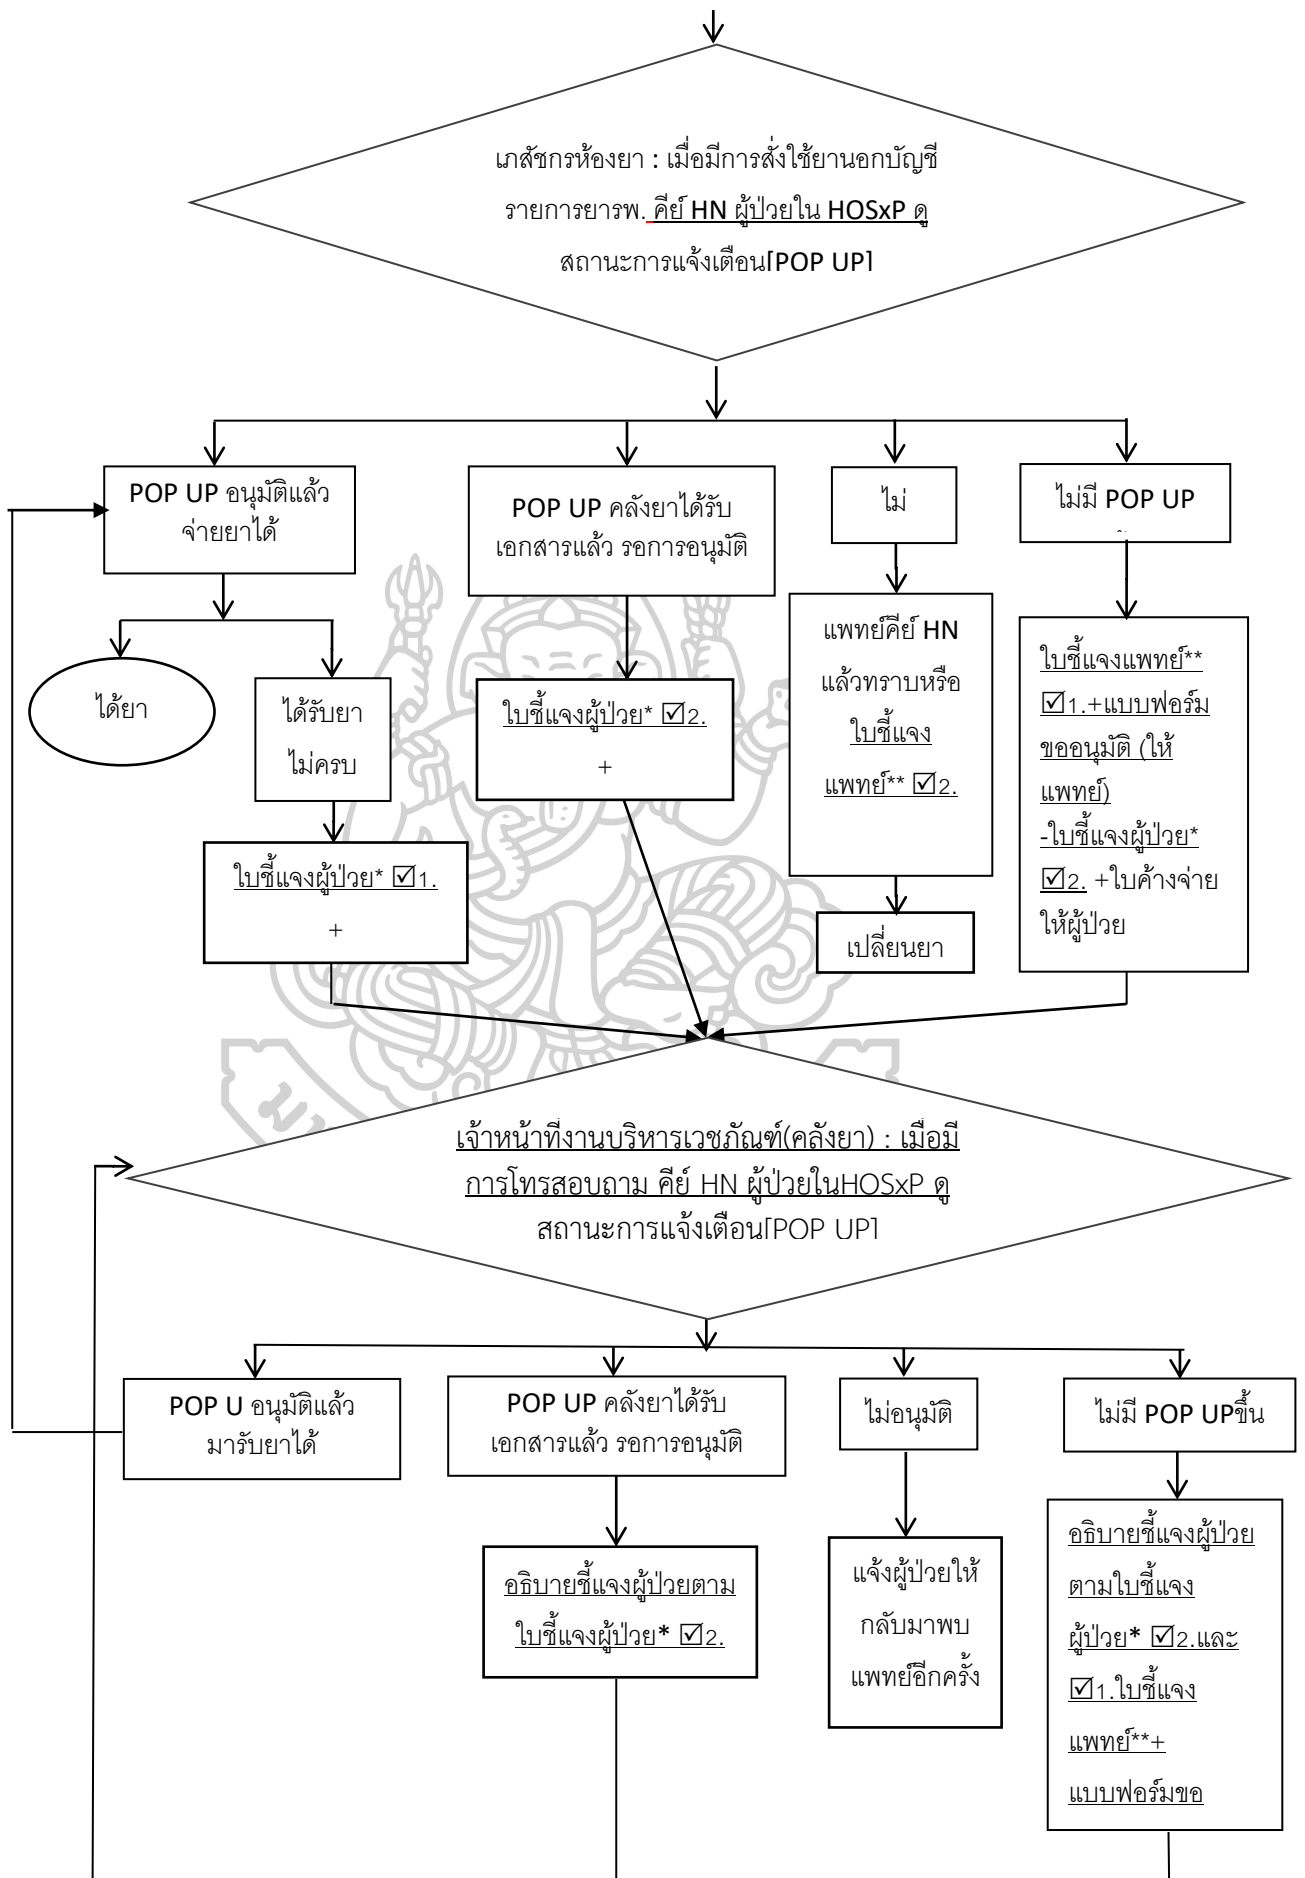 เภสัชกรห้องยา : เมื่อมีการสั่งใช้ยานอกบัญชี
รายการยารพ. คีย์ HN ผู้ป่วยใน HOSxP ดู
สถานะการแจ้งเตือน[POP UP]
POP UP อนุมัติแล้ว
จ่ายยาได้
POP UP คลังยาได้รับ
เอกสารแล้ว รอการอนุมัติ
ไม่
ไม่มี POP UP
ได้ยา
ได้รับยา
ไม่ครบ
ใบชี้แจงผู้ป่วย* ☑2.
+
แพทย์คีย์ HN
แล้วทราบหรือ
ใบชี้แจง
แพทย์** ☑2.
ใบชี้แจงแพทย์**
☑1.+แบบฟอร์ม
ขออนุมัติ (ให้
แพทย์)
-ใบชี้แจงผู้ป่วย*
☑2. +ใบค้างจ่าย
ให้ผู้ป่วย
ใบชี้แจงผู้ป่วย* ☑1.
+
เปลี่ยนยา
เจ้าหน้าที่งานบริหารเวชภัณฑ์(คลังยา) : เมื่อมี
การโทรสอบถาม คีย์ HN ผู้ป่วยในHOSxP ดู
สถานะการแจ้งเตือน[POP UP]
POP U อนุมัติแล้ว
มารับยาได้
POP UP คลังยาได้รับ
เอกสารแล้ว รอการอนุมัติ
ไม่อนุมัติ
ไม่มี POP UPขึ้น
อธิบายชี้แจงผู้ป่วยตาม
ใบชี้แจงผู้ป่วย* ☑2.
แจ้งผู้ป่วยให้
กลับมาพบ
แพทย์อีกครั้ง
อธิบายชี้แจงผู้ป่วย
ตามใบชี้แจง
ผู้ป่วย* ☑2.และ
☑1.ใบชี้แจง
แพทย์**+
แบบฟอร์มขอ